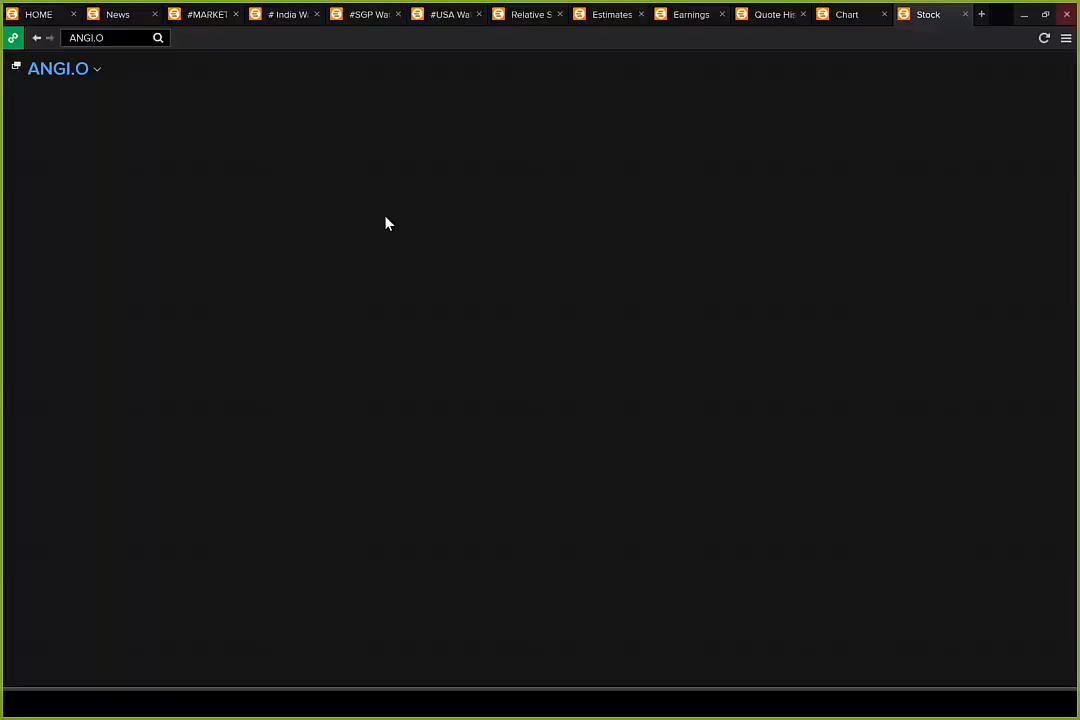 HOME News #MARKET # India W #SGP Wa #USA Wa Relative S Estimates Earnings Quote His Chart Stock
ANGI.O
ANGI.O